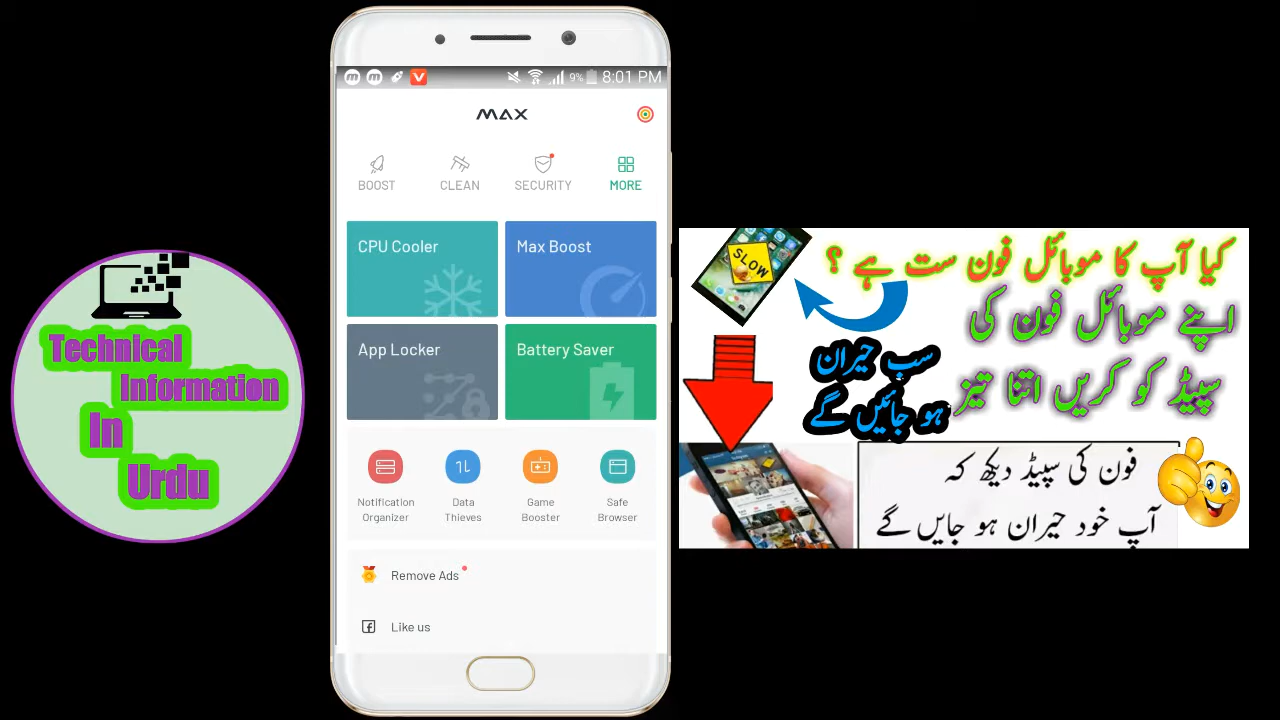 Technical
Information
In
Urdu
9% 8:01 PM
MAX
BOOST CLEAN SECURITY MORE
CPU Cooler Max Boost
App Locker Battery Saver
Notification Organizer
Data Thieves
Game Booster
Safe Browser
Remove Ads
Like us
SLOW
کیا آپ کا موبائل فون ست ہے ؟
اپنے موبائل فون کی
سپیڈ کو کریں اتنا تیز
سب حیران
ہو جائیں گے
فون کی سپیڈ دیکھ کہ
آپ خود حیران ہو جایں گے